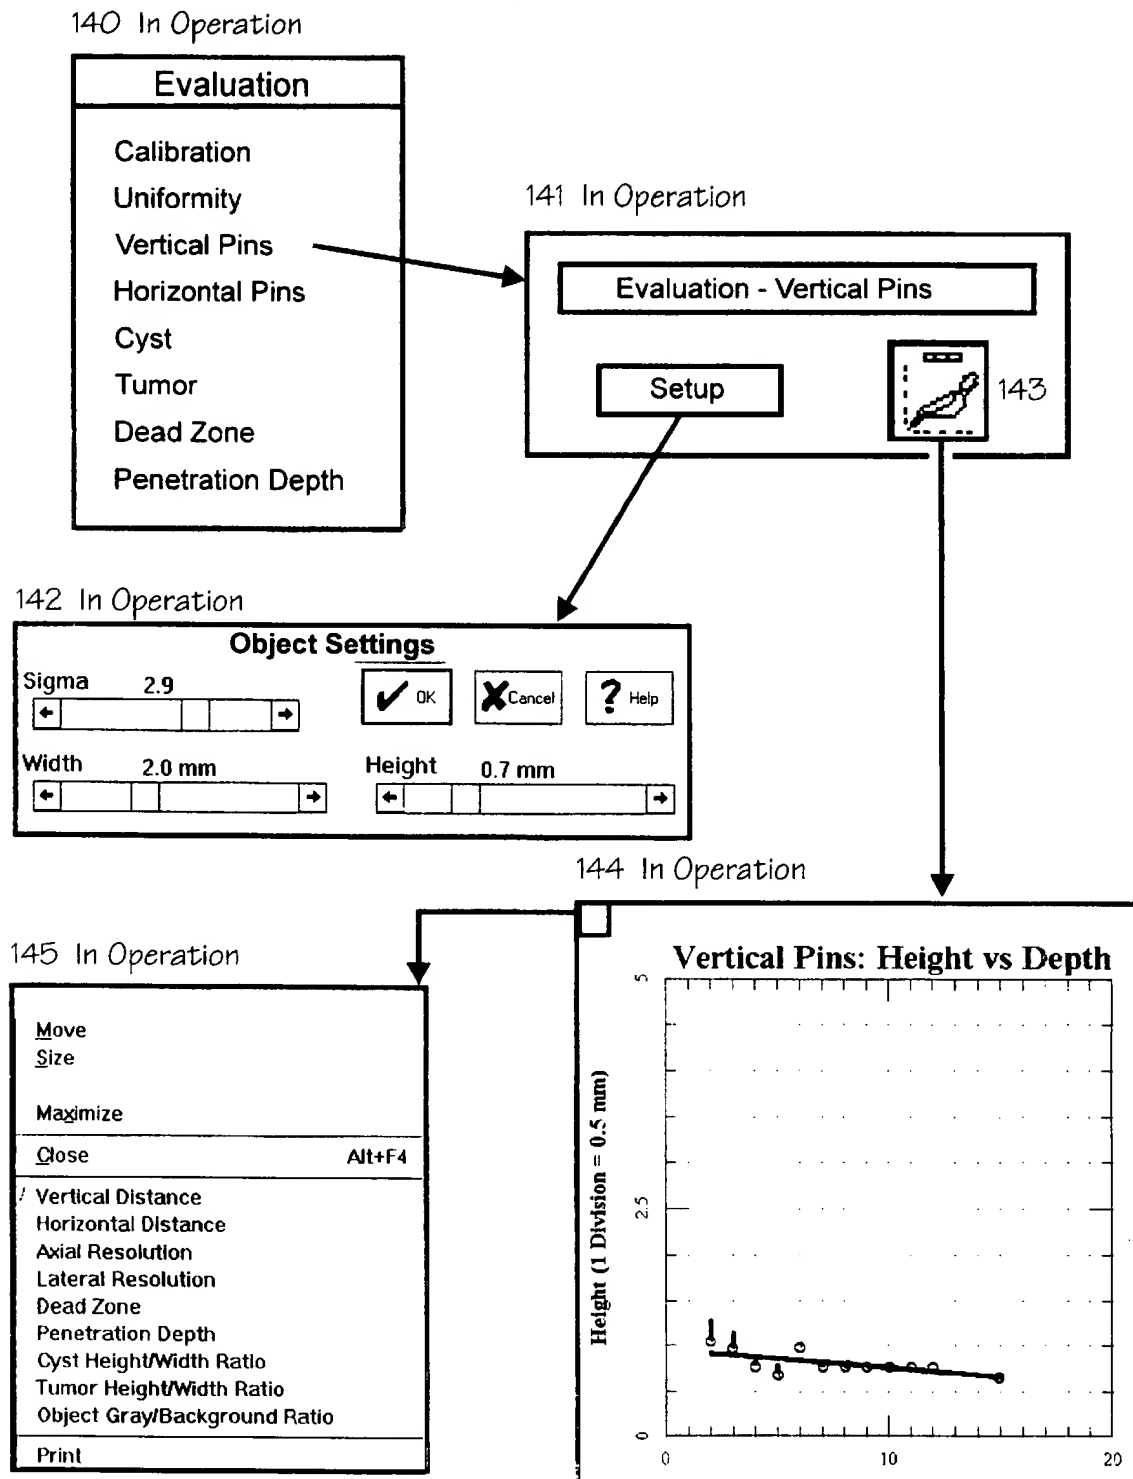 140 In Operation
Evaluation
Calibration
Uniformity
Vertical Pins
Horizontal Pins
Cyst
Tumor
Dead Zone
Penetration Depth
141 In Operation
Evaluation - Vertical Pins
Setup
143
142 In Operation
Object Settings
Sigma 2.9
OK
Cancel
? Help
Width 2.0 mm
Height 0.7 mm
144 In Operation
145 In Operation
Move
Size
Maximize
Close Alt+F4
Vertical Distance
Horizontal Distance
Axial Resolution
Lateral Resolution
Dead Zone
Penetration Depth
Cyst Height/Width Ratio
Tumor Height/Width Ratio
Object Gray/Background Ratio
Print
Vertical Pins: Height vs Depth
Height (1 Division = 0.5 mm)
5
2.5
0
0 10 20